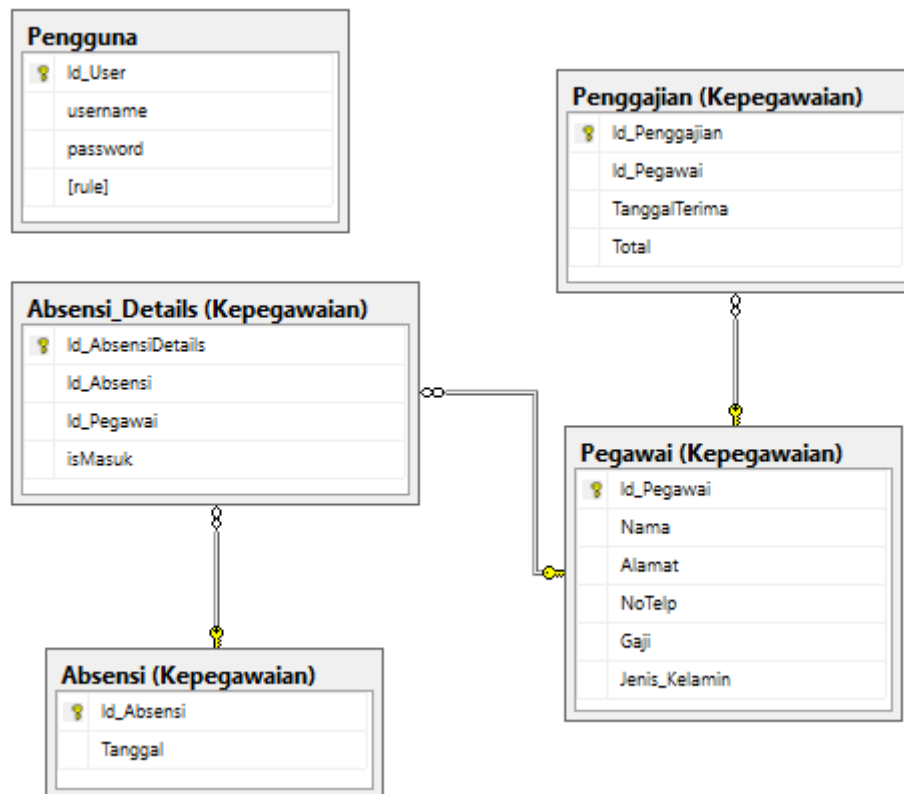 Pengguna
Id_User
username
password
[rule]
Penggajian (Kepegawaian)
Id_Penggajian
Id_Pegawai
TanggalTerima
Total
Absensi_Details (Kepegawaian)
Id_AbsensiDetails
Id_Absensi
Id_Pegawai
isMasuk
Pegawai (Kepegawaian)
Id_Pegawai
Nama
Alamat
NoTelp
Gaji
Jenis_Kelamin
Absensi (Kepegawaian)
Id_Absensi
Tanggal